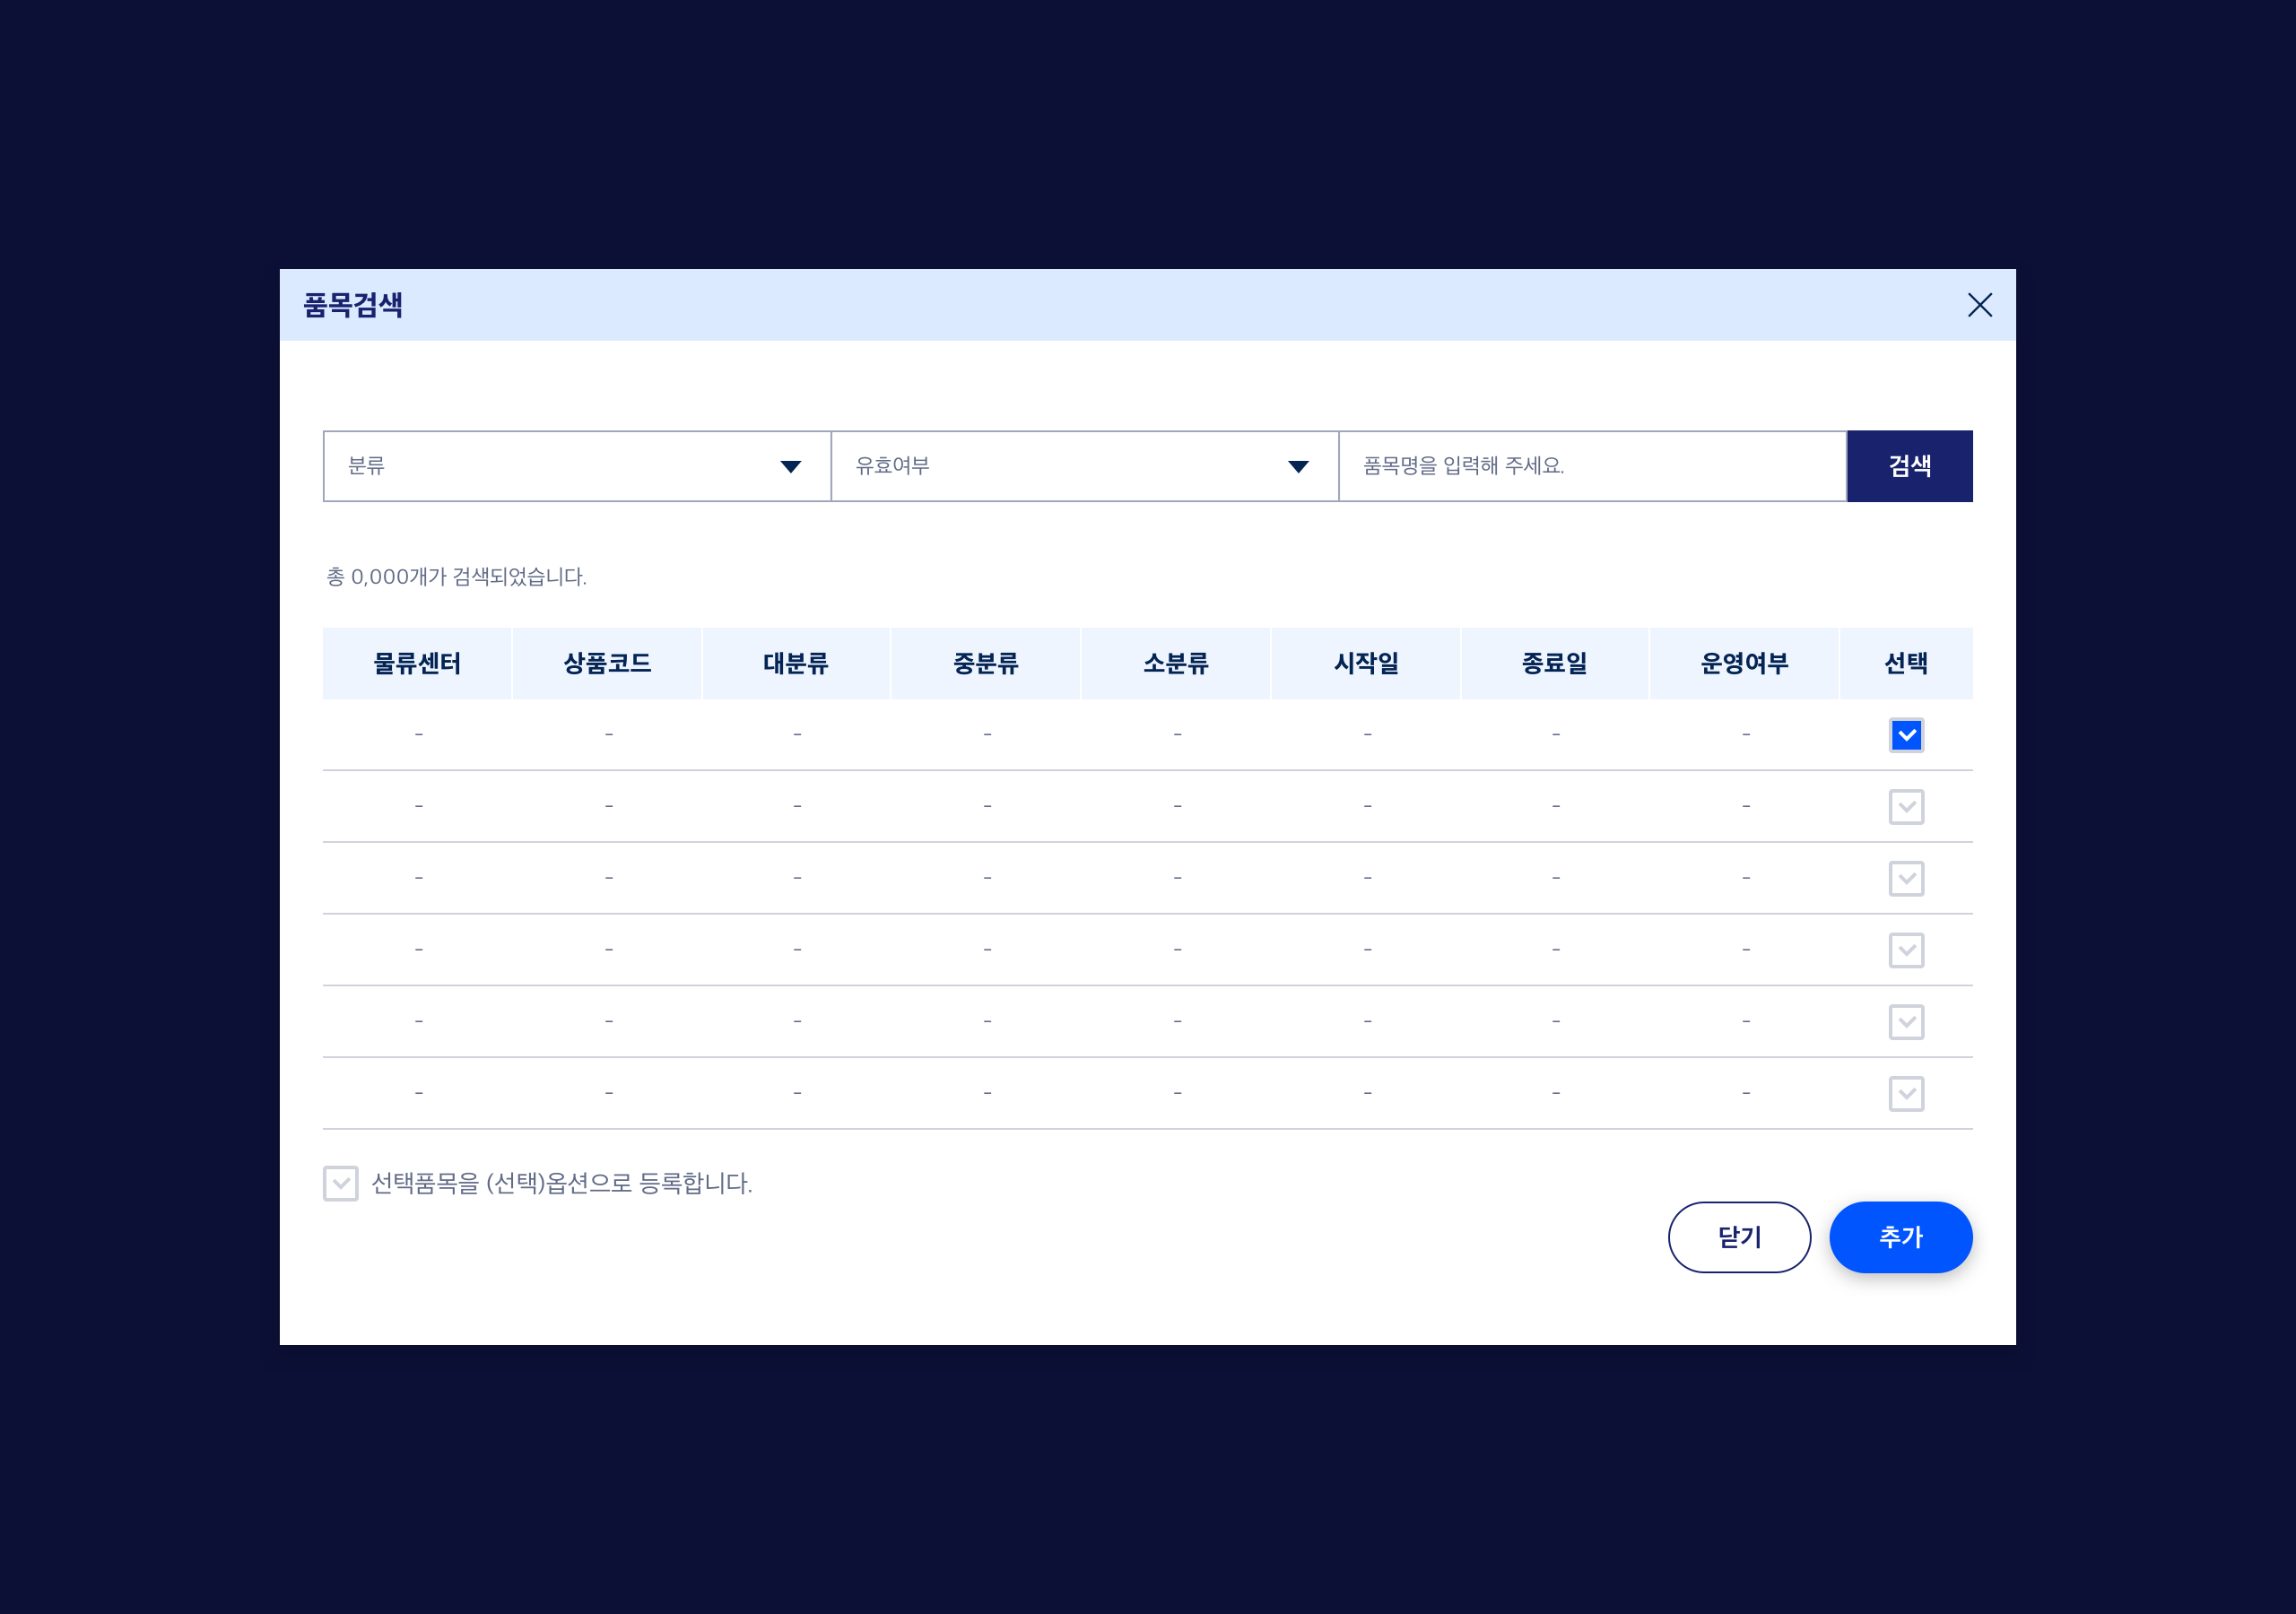 품목검색
분류 유효여부 품목명을 입력해 주세요. 검색
총 0,000개가 검색되었습니다.
물류센터 상품코드 대분류 중분류 소분류 시작일 종료일 운영여부 선택
- - - - - - - -
- - - - - - - -
- - - - - - - -
- - - - - - - -
- - - - - - - -
- - - - - - - -
선택품목을 (선택)옵션으로 등록합니다.
닫기 추가